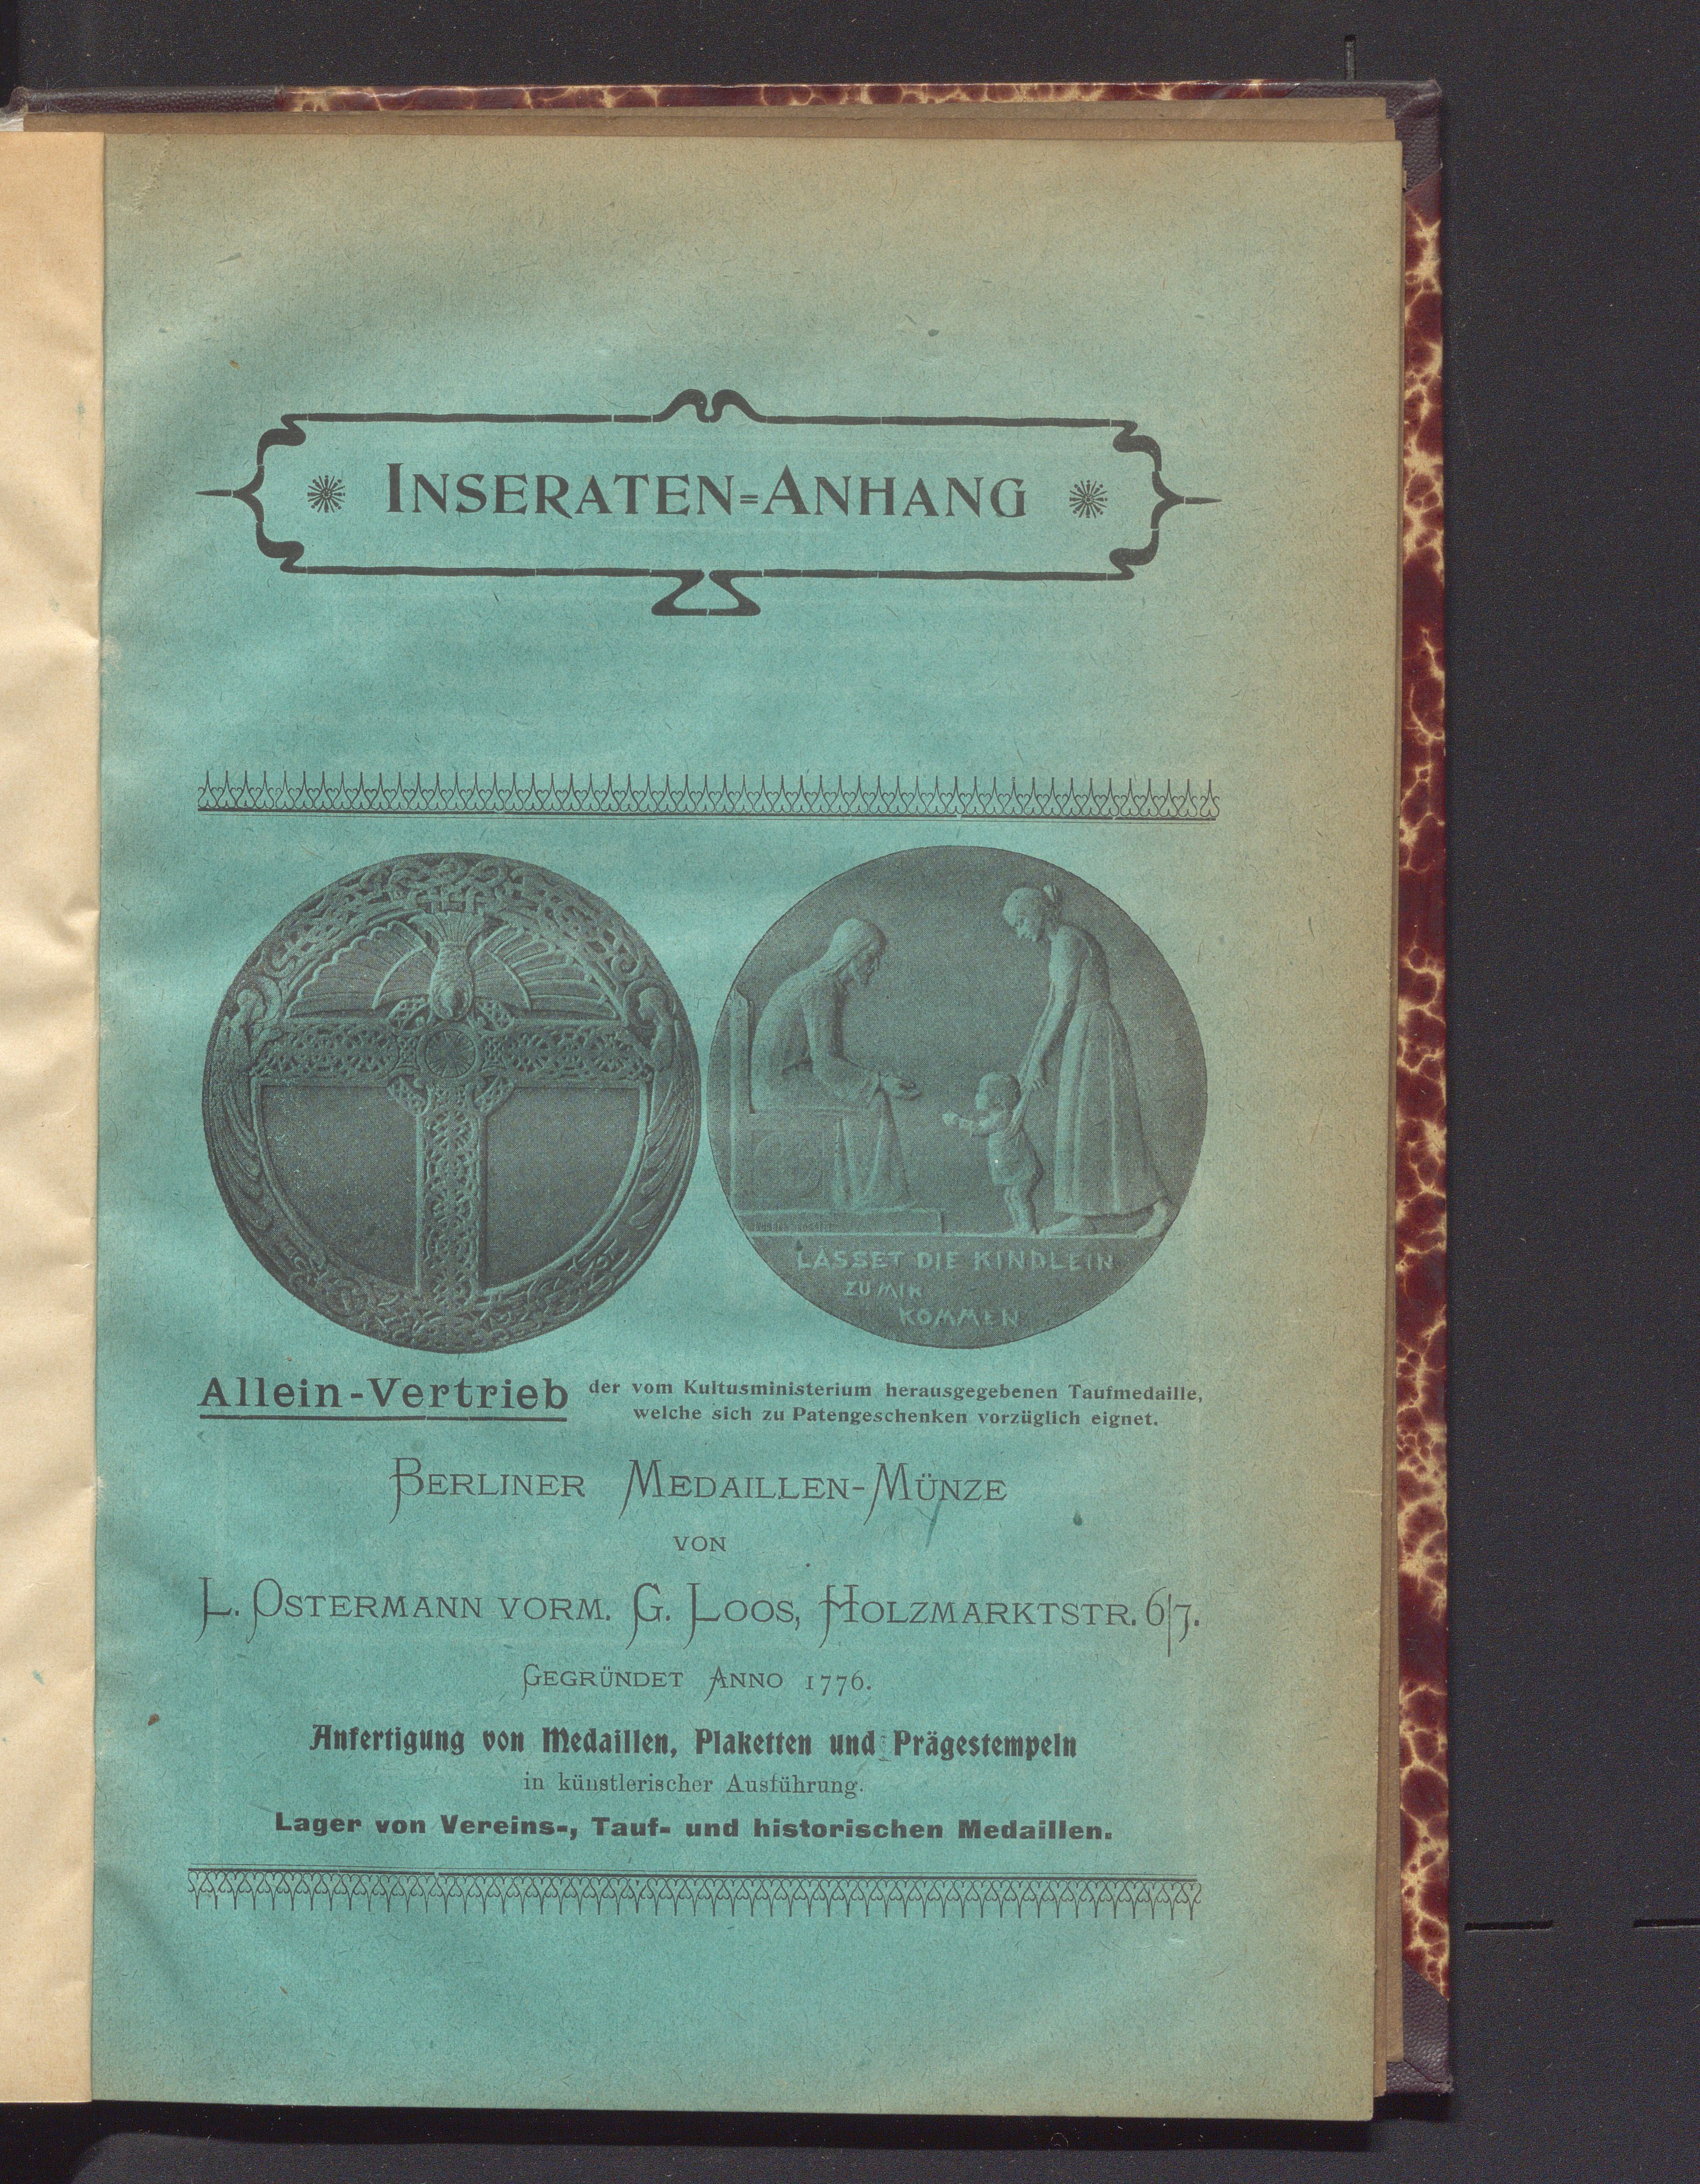 INSERATEN=ANHANG
LASSET DIE KINDLEIN
ZU MIR
KOMMEN
Allein-Vertrieb der vom Kultusministerium herausgegebenen Taufmedaille,
welche sich zu Patengeschenken vorzüglich eignet.
BERLINER MEDAILLEN-MÜNZE
VON
L. OSTERMANN VORM. G. LOOS, HOLZMARKTSTR. 6/7.
GEGRÜNDET ANNO 1776.
Anfertigung von Medaillen, Plaketten und Prägestempeln
in künstlerischer Ausführung.
Lager von Vereins-, Tauf- und historischen Medaillen.